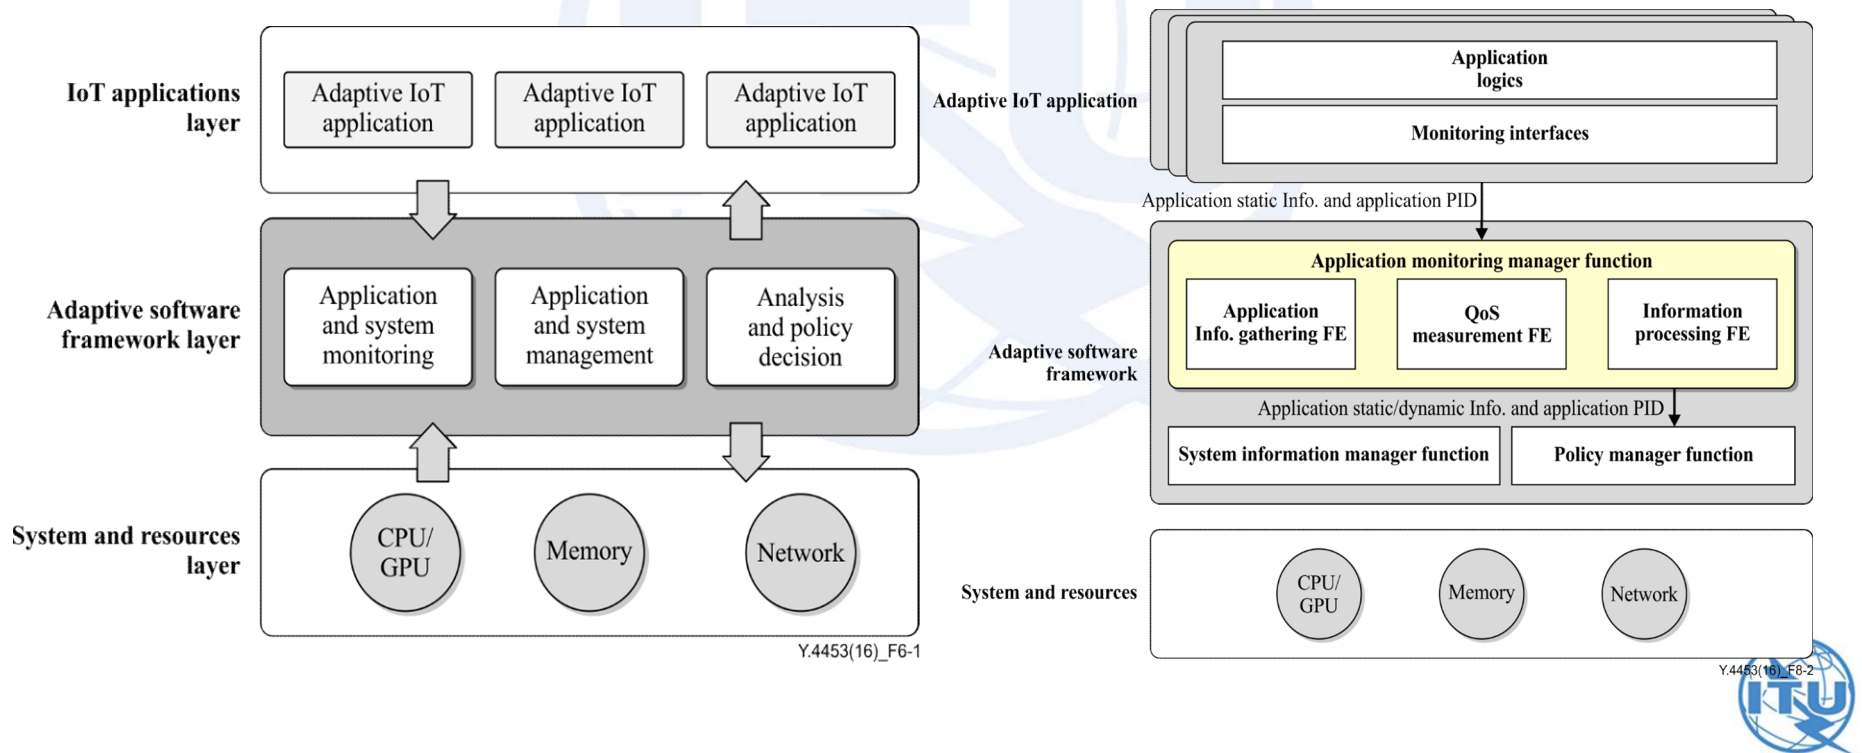 IoT applications
layer
Adaptive IoT
application
Adaptive IoT
application
Adaptive IoT
application
Adaptive software
framework layer
Application
and system
monitoring
Application
and system
management
Analysis
and policy
decision
System and resources
layer
CPU/
GPU
Memory
Network
Y.4453(16)_F6-1
Adaptive IoT application
Application
logics
Monitoring interfaces
Application static Info. and application PID
Adaptive software
framework
Application monitoring manager function
Application
Info. gathering FE
QoS
measurement FE
Information
processing FE
Application static/dynamic Info. and application PID
System information manager function
Policy manager function
System and resources
CPU/
GPU
Memory
Network
Y.4453(16)_F8-2
ITU